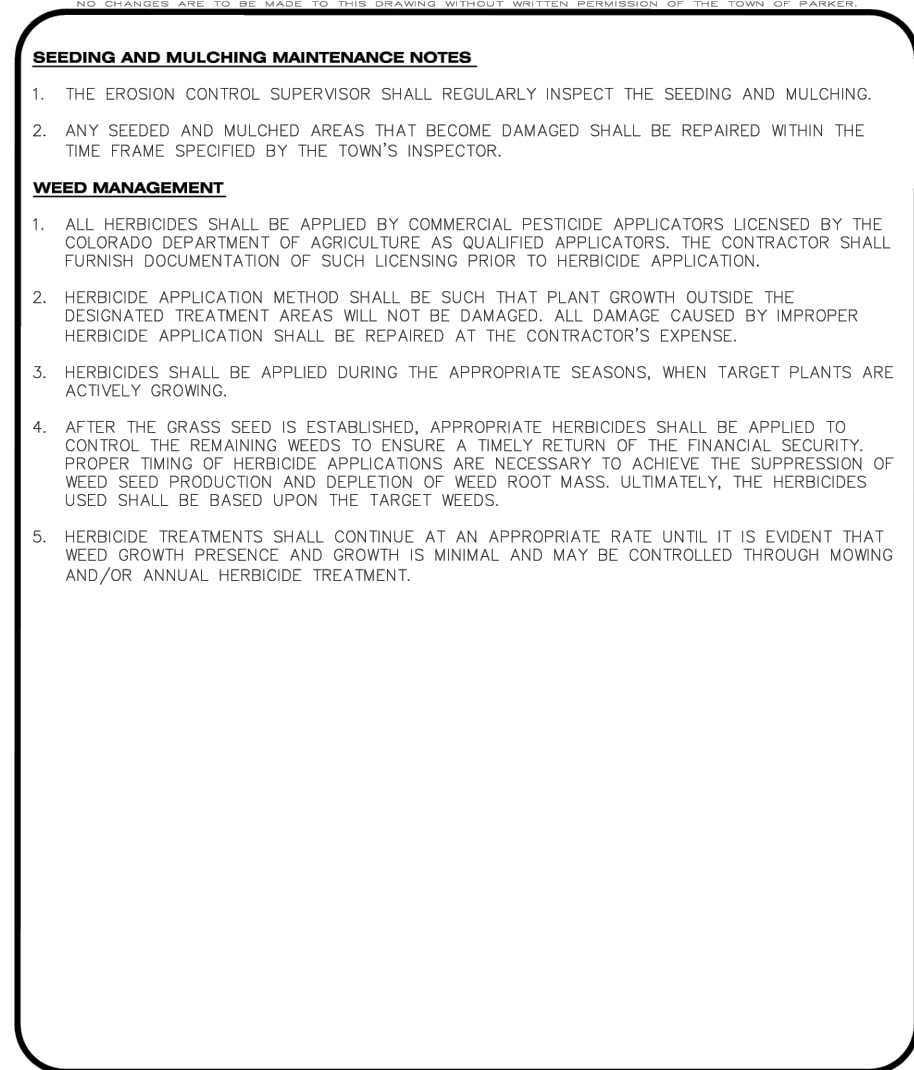 NO CHANGES ARE TO BE MADE TO THIS DRAWING WITHOUT WRITTEN PERMISSION OF THE TOWN OF PARKER.
SEEDING AND MULCHING MAINTENANCE NOTES
1. THE EROSION CONTROL SUPERVISOR SHALL REGULARLY INSPECT THE SEEDING AND MULCHING.
2. ANY SEEDED AND MULCHED AREAS THAT BECOME DAMAGED SHALL BE REPAIRED WITHIN THE
TIME FRAME SPECIFIED BY THE TOWN'S INSPECTOR.
WEED MANAGEMENT
1. ALL HERBICIDES SHALL BE APPLIED BY COMMERCIAL PESTICIDE APPLICATORS LICENSED BY THE
COLORADO DEPARTMENT OF AGRICULTURE AS QUALIFIED APPLICATORS. THE CONTRACTOR SHALL
FURNISH DOCUMENTATION OF SUCH LICENSING PRIOR TO HERBICIDE APPLICATION.
2. HERBICIDE APPLICATION METHOD SHALL BE SUCH THAT PLANT GROWTH OUTSIDE THE
DESIGNATED TREATMENT AREAS WILL NOT BE DAMAGED. ALL DAMAGE CAUSED BY IMPROPER
HERBICIDE APPLICATION SHALL BE REPAIRED AT THE CONTRACTOR'S EXPENSE.
3. HERBICIDES SHALL BE APPLIED DURING THE APPROPRIATE SEASONS, WHEN TARGET PLANTS ARE
ACTIVELY GROWING.
4. AFTER THE GRASS SEED IS ESTABLISHED, APPROPRIATE HERBICIDES SHALL BE APPLIED TO
CONTROL THE REMAINING WEEDS TO ENSURE A TIMELY RETURN OF THE FINANCIAL SECURITY.
PROPER TIMING OF HERBICIDE APPLICATIONS ARE NECESSARY TO ACHIEVE THE SUPPRESSION OF
WEED SEED PRODUCTION AND DEPLETION OF WEED ROOT MASS. ULTIMATELY, THE HERBICIDES
USED SHALL BE BASED UPON THE TARGET WEEDS.
5. HERBICIDE TREATMENTS SHALL CONTINUE AT AN APPROPRIATE RATE UNTIL IT IS EVIDENT THAT
WEED GROWTH PRESENCE AND GROWTH IS MINIMAL AND MAY BE CONTROLLED THROUGH MOWING
AND/OR ANNUAL HERBICIDE TREATMENT.